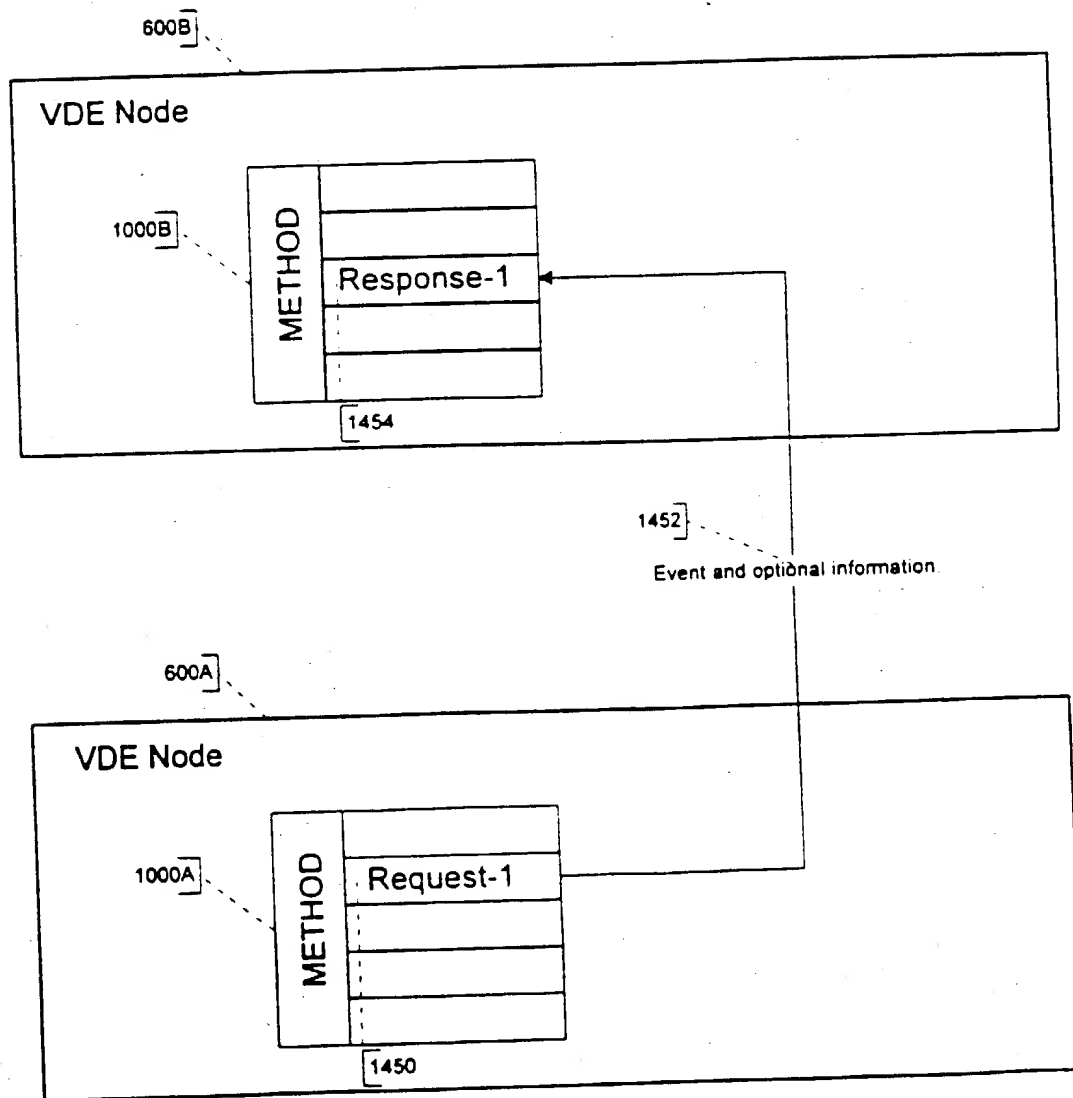 600B
VDE Node
1000B
METHOD
Response-1
1454
1452
Event and optional information
600A
VDE Node
1000A
METHOD
Request-1
1450